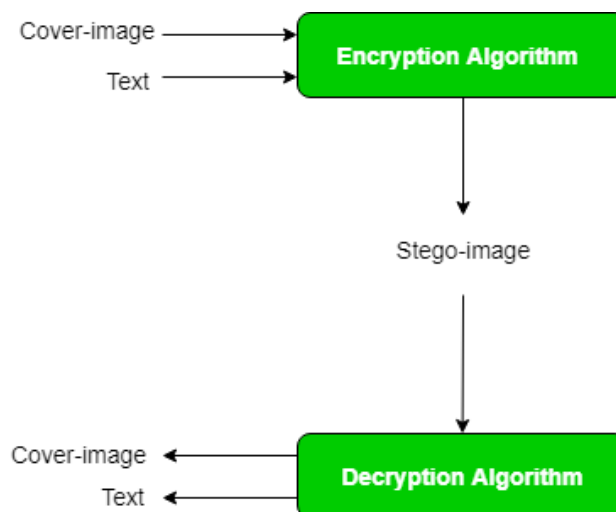 Cover-image
Encryption Algorithm
Text
Stego-image
Cover-image
Decryption Algorithm
Text